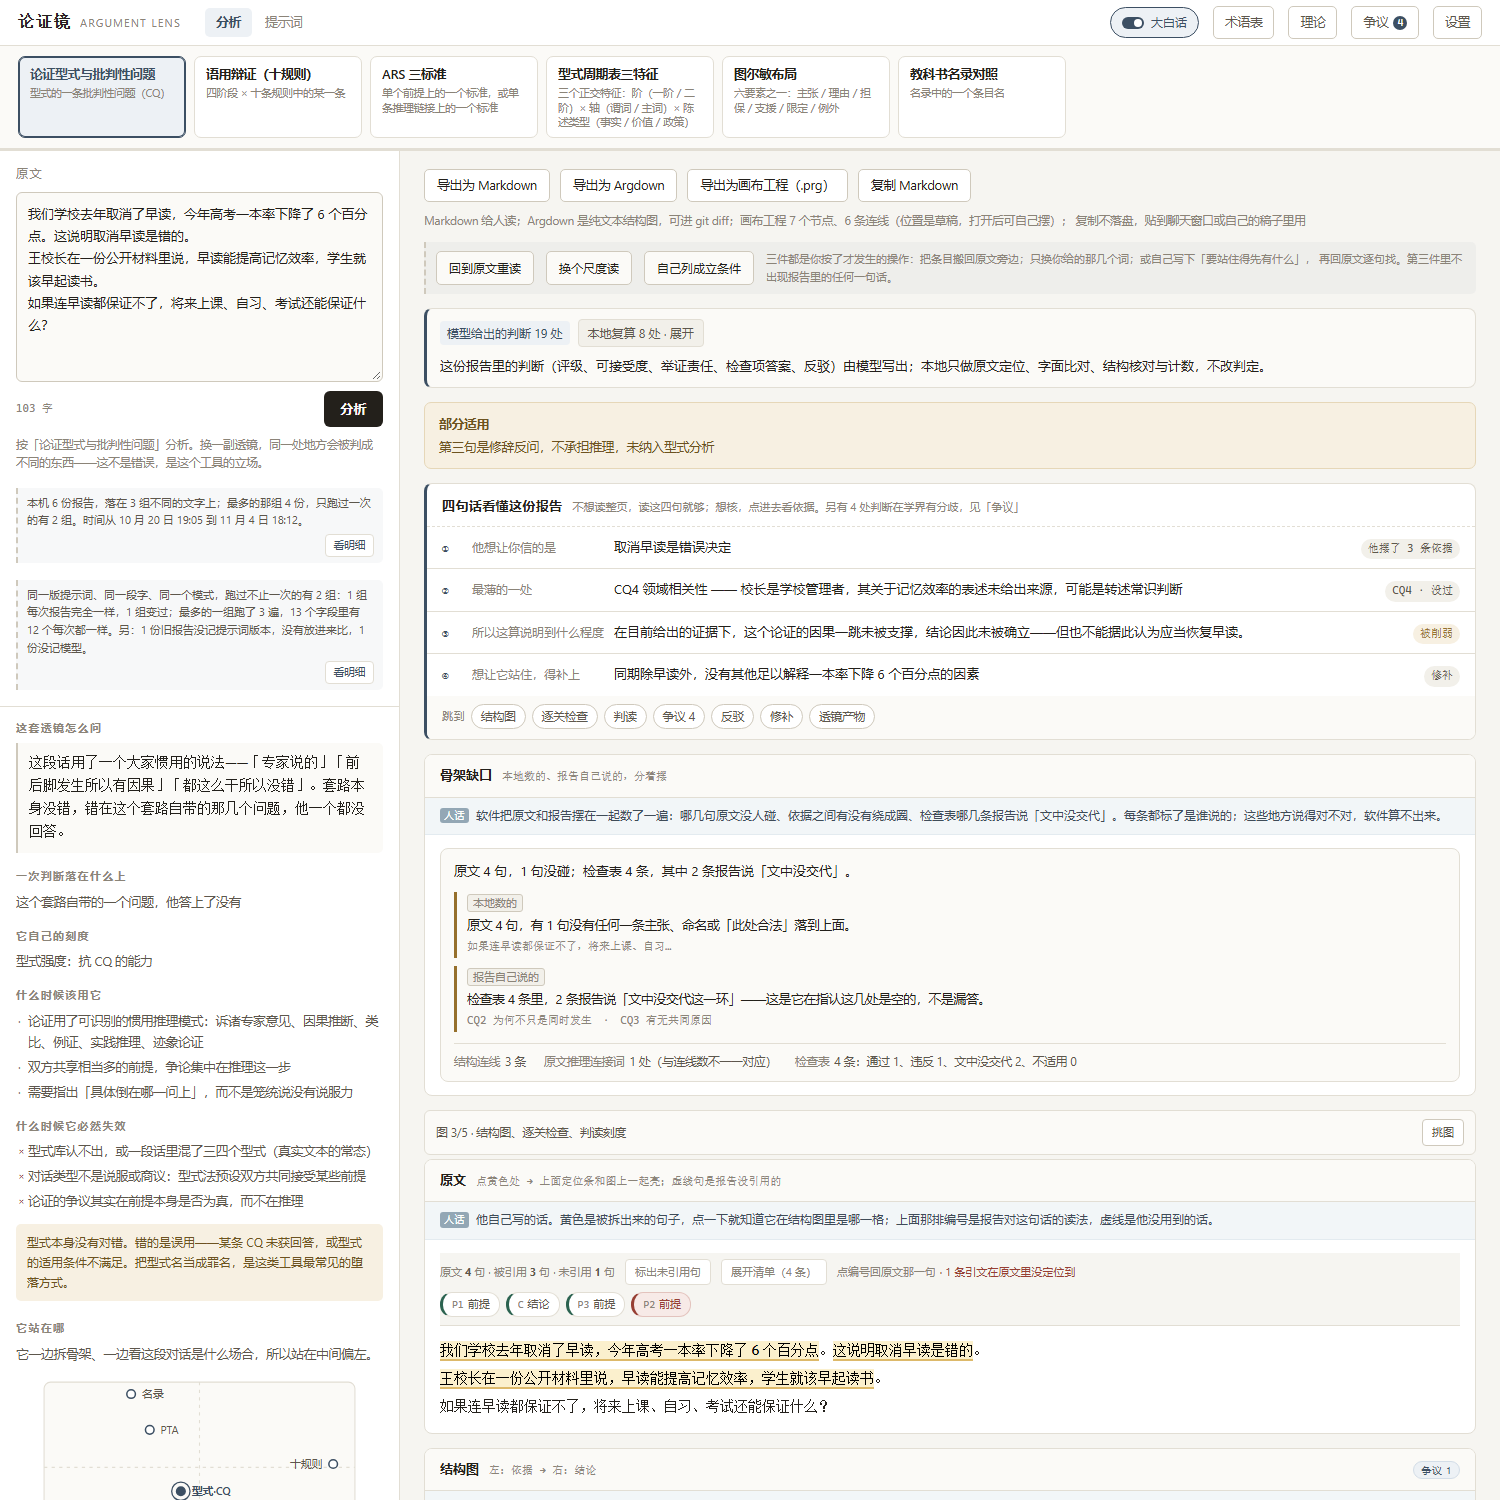 论证镜 ARGUMENT LENS 分析 提示词 大白话 术语表 理论 争议 4 设置
论证型式与批判性问题
型式的一条批判性问题（CQ）
语用辩证（十规则）
四阶段 × 十条规则中的某一条
ARS 三标准
单个前提上的一个标准，或单
条推理链接上的一个标准
型式周期表三特征
三个正交特征：阶（一阶 / 二
阶）× 轴（谓词 / 主词）× 陈
述类型（事实 / 价值 / 政策）
图尔敏布局
六要素之一：主张 / 理由 / 担
保 / 支援 / 限定 / 例外
教科书名录对照
名录中的一个条目名
原文
我们学校去年取消了早读，今年高考一本率下降了 6 个百分
点。这说明取消早读是错的。
王校长在一份公开材料里说，早读能提高记忆效率，学生就
该早起读书。
如果连早读都保证不了，将来上课、自习、考试还能保证什
么？
103 字
分析
按「论证型式与批判性问题」分析。换一副透镜，同一处地方会被判成
不同的东西——这不是错误，是这个工具的立场。
本机 6 份报告，落在 3 组不同的文字上；最多的那组 4 份，只跑过一次
的有 2 组。时间从 10 月 20 日 19:05 到 11 月 4 日 18:12。
看明细
同一版提示词、同一段字、同一个模式，跑过不止一次的有 2 组：1 组
每次报告完全一样，1 组变过；最多的一组跑了 3 遍，13 个字段里有
12 个每次都一样。另：1 份旧报告没记提示词版本，没有放进来比，1
份没记模型。
看明细
这套透镜怎么问
这段话用了一个大家惯用的说法——「专家说的」「前
后脚发生所以有因果」「都这么干所以没错」。套路本
身没错，错在这个套路自带的那几个问题，他一个都没
回答。
一次判断落在什么上
这个套路自带的一个问题，他答上了没有
它自己的刻度
型式强度：抗 CQ 的能力
什么时候该用它
· 论证用了可识别的惯用推理模式：诉诸专家意见、因果推断、类
比、例证、实践推理、迹象论证
· 双方共享相当多的前提，争论集中在推理这一步
· 需要指出「具体倒在哪一问上」，而不是笼统说没有说服力
什么时候它必然失效
× 型式库认不出，或一段话里混了三四个型式（真实文本的常态）
× 对话类型不是说服或商议：型式法预设双方共同接受某些前提
× 论证的争议其实在前提本身是否为真，而不在推理
型式本身没有对错。错的是误用——某条 CQ 未获回答，或型式
的适用条件不满足。把型式名当成罪名，是这类工具最常见的堕
落方式。
它站在哪
它一边拆骨架、一边看这段对话是什么场合，所以站在中间偏左。
名录
PTA
十规则
型式·CQ
导出为 Markdown 导出为 Argdown 导出为画布工程（.prg） 复制 Markdown
Markdown 给人读；Argdown 是纯文本结构图，可进 git diff；画布工程 7 个节点、6 条连线（位置是草稿，打开后可自己摆）； 复制不落盘，贴到聊天窗口或自己的稿子里用
回到原文重读 换个尺度读 自己列成立条件
三件都是你按了才发生的操作：把条目搬回原文旁边；只换你给的那几个词；或自己写下「要站住得先有什么」，再回原文逐句找。第三件里不
出现报告里的任何一句话。
模型给出的判断 19 处 本地复算 8 处 · 展开
这份报告里的判断（评级、可接受度、举证责任、检查项答案、反驳）由模型写出；本地只做原文定位、字面比对、结构核对与计数，不改判定。
部分适用
第三句是修辞反问，不承担推理，未纳入型式分析
四句话看懂这份报告 不想读整页，读这四句就够；想核，点进去看依据。另有 4 处判断在学界有分歧，见「争议」
① 他想让你信的是 取消早读是错误决定 他摆了 3 条依据
② 最薄的一处 CQ4 领域相关性 —— 校长是学校管理者，其关于记忆效率的表述未给出来源，可能是转述常识判断 CQ4 · 没过
③ 所以这算说明到什么程度 在目前给出的证据下，这个论证的因果一跳未被支撑，结论因此未被确立——但也不能据此认为应当恢复早读。 被削弱
④ 想让它站住，得补上 同期除早读外，没有其他足以解释一本率下降 6 个百分点的因素 修补
跳到 结构图 逐关检查 判读 争议 4 反驳 修补 透镜产物
骨架缺口 本地数的、报告自己说的，分着摆
人话 软件把原文和报告摆在一起数了一遍：哪几句原文没人碰、依据之间有没有绕成圈、检查表哪几条报告说「文中没交代」。每条都标了是谁说的；这些地方说得对不对，软件算不出来。
原文 4 句，1 句没碰；检查表 4 条，其中 2 条报告说「文中没交代」。
本地数的
原文 4 句，有 1 句没有任何一条主张、命名或「此处合法」落到上面。
如果连早读都保证不了，将来上课、自习…
报告自己说的
检查表 4 条里，2 条报告说「文中没交代这一环」——这是它在指认这几处是空的，不是漏答。
CQ2 为何不只是同时发生 · CQ3 有无共同原因
结构连线 3 条 原文推理连接词 1 处（与连线数不一一对应） 检查表 4 条：通过 1、违反 1、文中没交代 2、不适用 0
图 3/5 · 结构图、逐关检查、判读刻度 挑图
原文 点黄色处 → 上面定位条和图上一起亮；虚线句是报告没引用的
人话 他自己写的话。黄色是被拆出来的句子，点一下就知道它在结构图里是哪一格；上面那排编号是报告对这句话的读法，虚线是他没用到的话。
原文 4 句 · 被引用 3 句 · 未引用 1 句 标出未引用句 展开清单（4 条） 点编号回原文那一句 · 1 条引文在原文里没定位到
P1 前提 C 结论 P3 前提 P2 前提
我们学校去年取消了早读，今年高考一本率下降了 6 个百分点。这说明取消早读是错的。
王校长在一份公开材料里说，早读能提高记忆效率，学生就该早起读书。
如果连早读都保证不了，将来上课、自习、考试还能保证什么？
结构图 左：依据 → 右：结论 争议 1